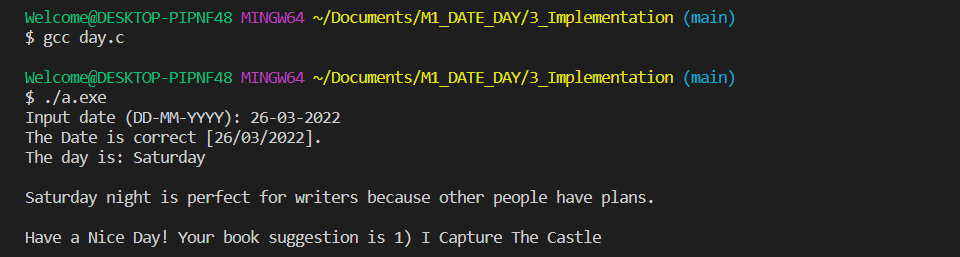 Welcome@DESKTOP-PIPNF48 MINGW64 ~/Documents/M1_DATE_DAY/3_Implementation (main)
$ gcc day.c
Welcome@DESKTOP-PIPNF48 MINGW64 ~/Documents/M1_DATE_DAY/3_Implementation (main)
$ ./a.exe
Input date (DD-MM-YYYY): 26-03-2022
The Date is correct [26/03/2022].
The day is: Saturday
Saturday night is perfect for writers because other people have plans.
Have a Nice Day! Your book suggestion is 1) I Capture The Castle